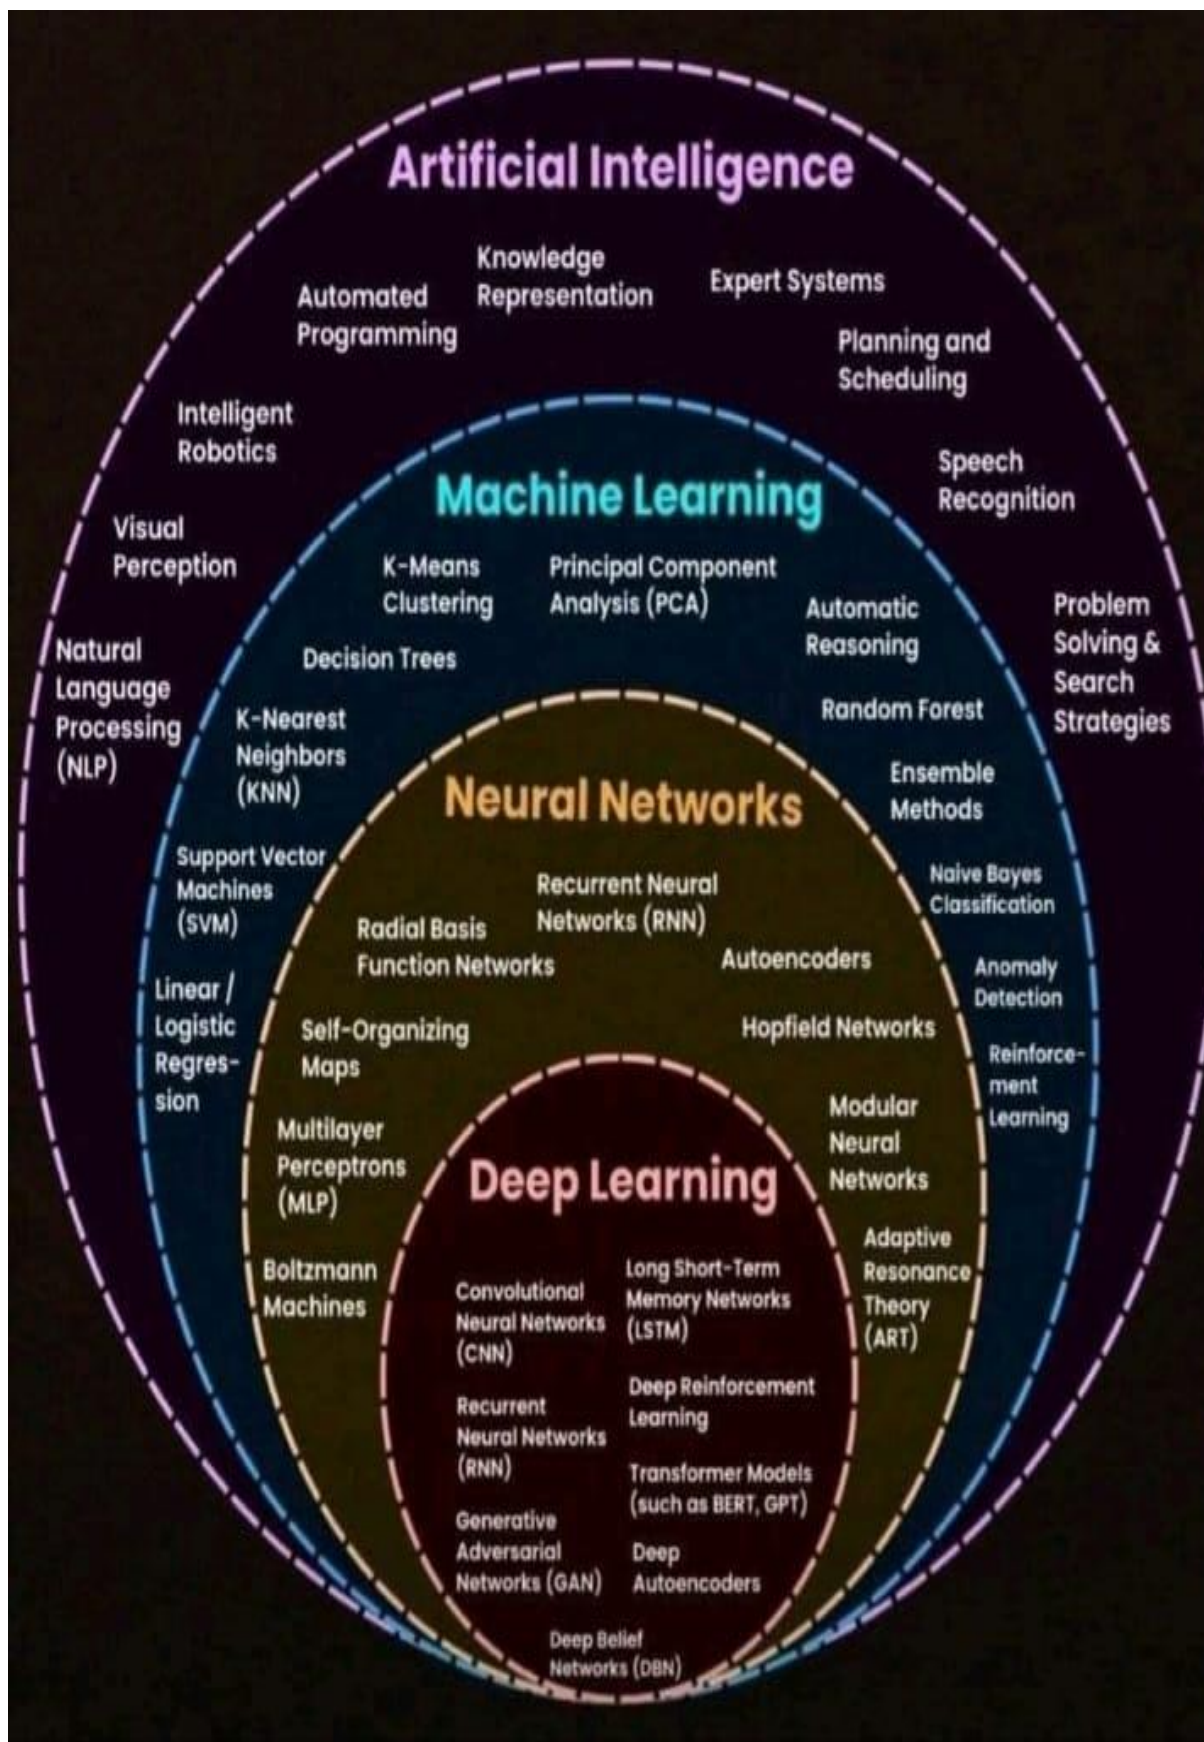 Artificial Intelligence
Knowledge
Representation
Expert Systems
Automated
Programming
Planning and
Scheduling
Intelligent
Robotics
Speech
Recognition
Visual
Perception
Problem
Solving &
Search
Strategies
Natural
Language
Processing
(NLP)
Machine Learning
K-Means
Clustering
Principal Component
Analysis (PCA)
Automatic
Reasoning
Decision Trees
Random Forest
K-Nearest
Neighbors
(KNN)
Ensemble
Methods
Support Vector
Machines
(SVM)
Naive Bayes
Classification
Linear /
Logistic
Regres-
sion
Anomaly
Detection
Reinforce-
ment
Learning
Neural Networks
Recurrent Neural
Networks (RNN)
Radial Basis
Function Networks
Autoencoders
Self-Organizing
Maps
Hopfield Networks
Multilayer
Perceptrons
(MLP)
Modular
Neural
Networks
Boltzmann
Machines
Adaptive
Resonance
Theory
(ART)
Deep Learning
Convolutional
Neural Networks
(CNN)
Long Short-Term
Memory Networks
(LSTM)
Recurrent
Neural Networks
(RNN)
Deep Reinforcement
Learning
Generative
Adversarial
Networks (GAN)
Transformer Models
(such as BERT, GPT)
Deep
Autoencoders
Deep Belief
Networks (DBN)